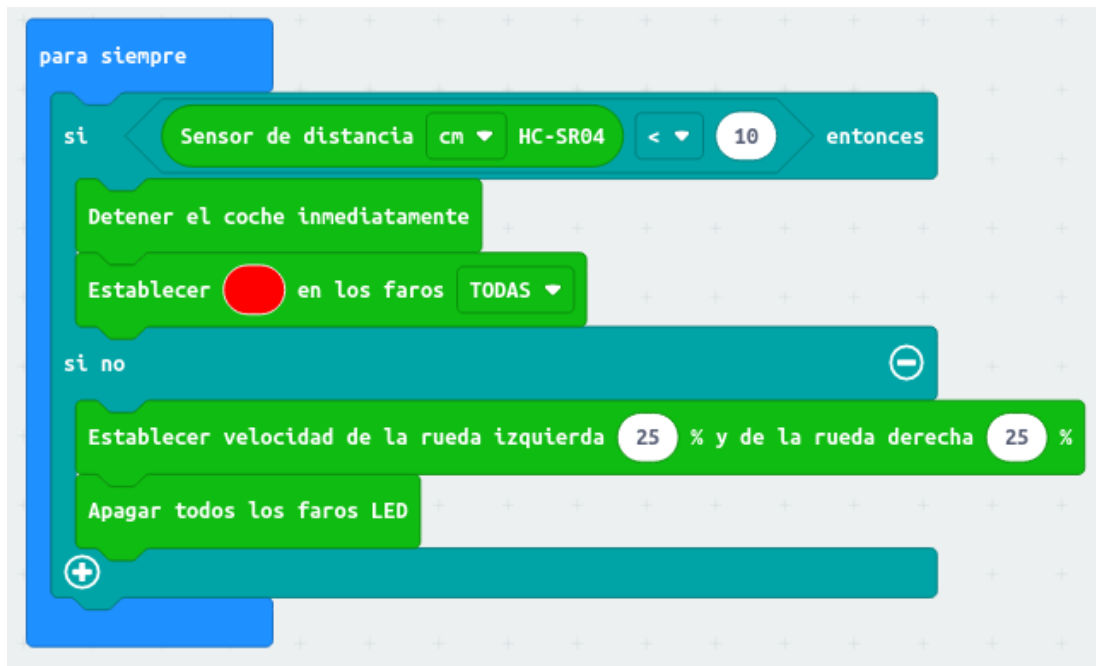 para siempre
si Sensor de distancia cm HC-SR04 < 10 entonces
Detener el coche inmediatamente
Establecer en los faros TODAS
si no
Establecer velocidad de la rueda izquierda 25 % y de la rueda derecha 25 %
Apagar todos los faros LED